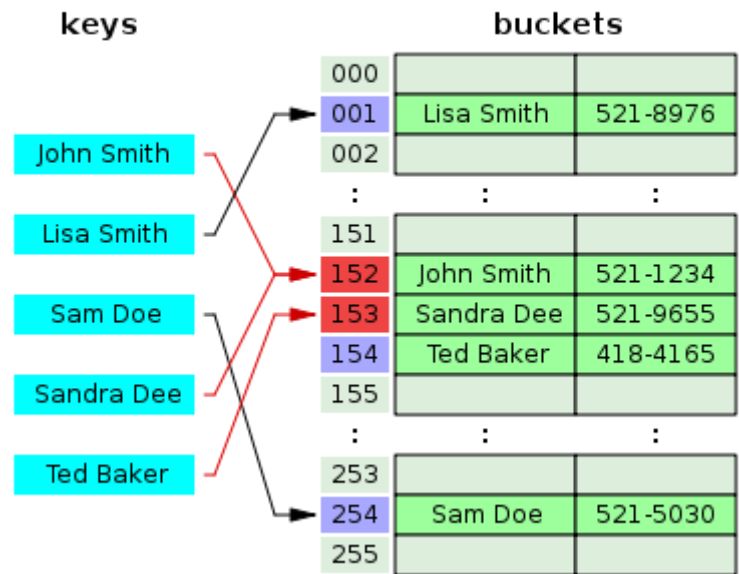 keys
buckets
John Smith
Lisa Smith
Sam Doe
Sandra Dee
Ted Baker
000
001 Lisa Smith 521-8976
002
: : :
151
152 John Smith 521-1234
153 Sandra Dee 521-9655
154 Ted Baker 418-4165
155
: : :
253
254 Sam Doe 521-5030
255